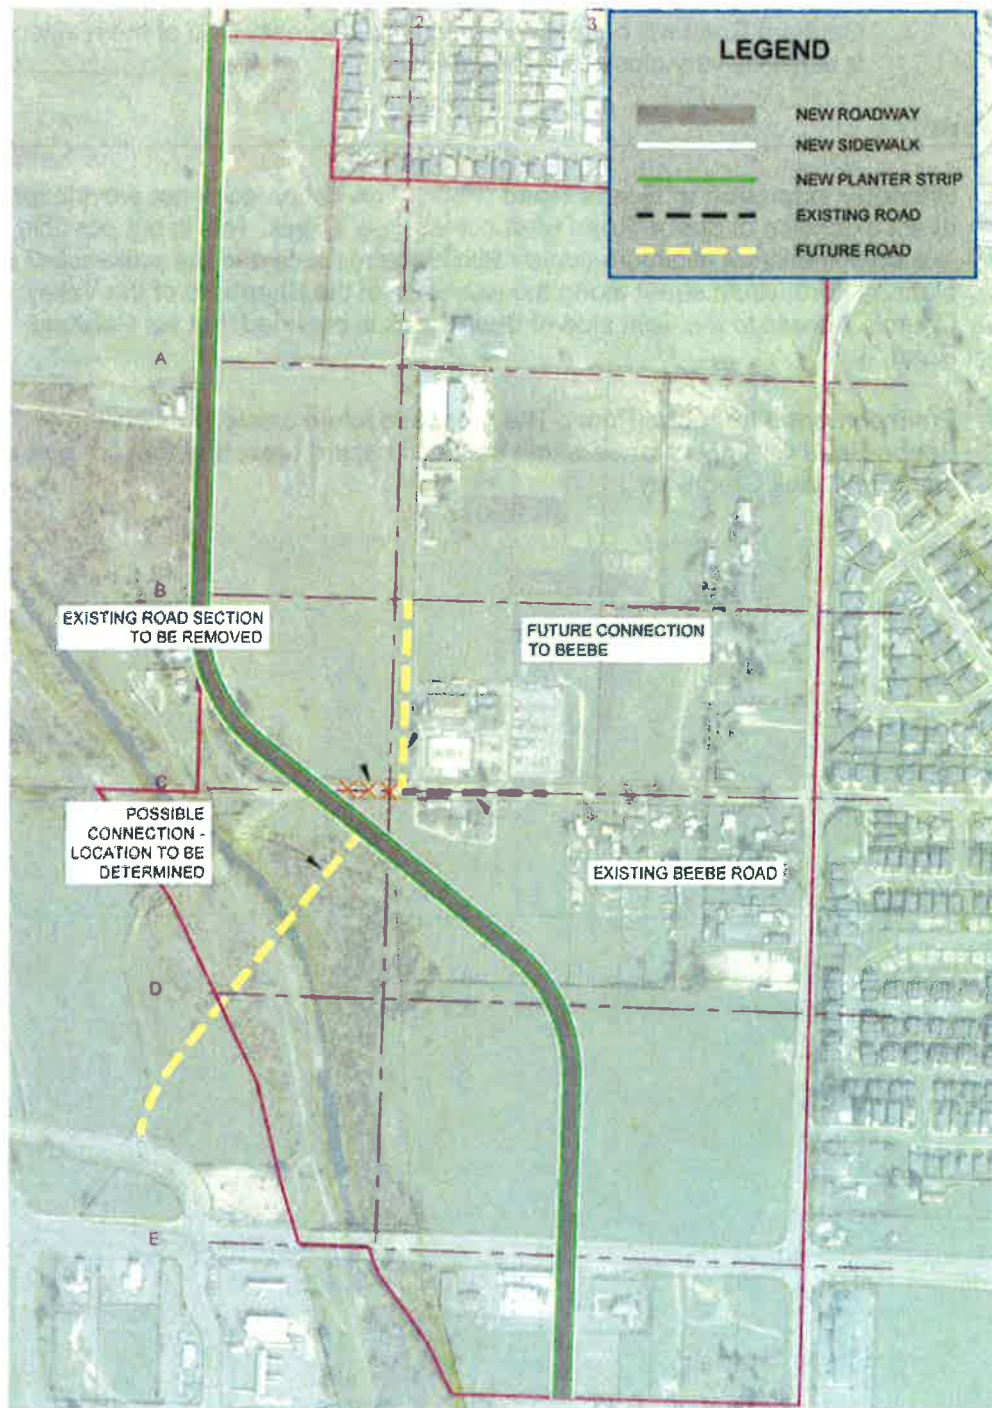 2
3
LEGEND
NEW ROADWAY
NEW SIDEWALK
NEW PLANTER STRIP
EXISTING ROAD
FUTURE ROAD
A
B
EXISTING ROAD SECTION
TO BE REMOVED
FUTURE CONNECTION
TO BEEBE
C
POSSIBLE
CONNECTION -
LOCATION TO BE
DETERMINED
EXISTING BEEBE ROAD
D
E